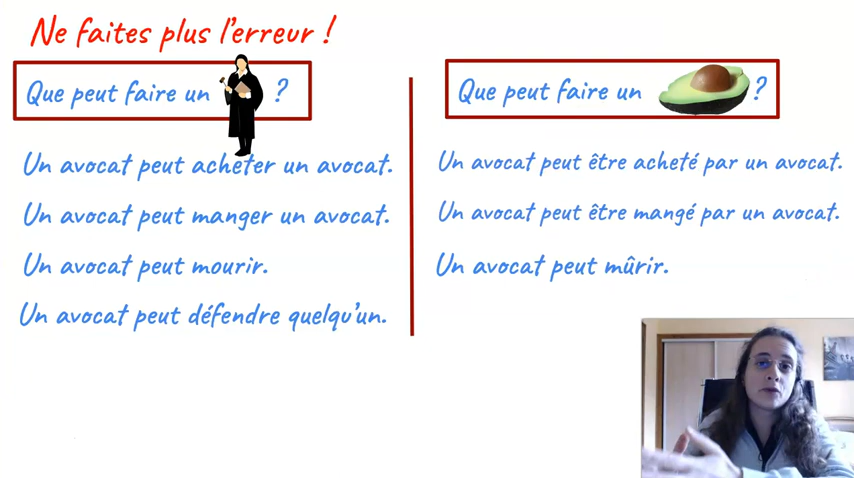 Ne faites plus l'erreur !
Que peut faire un ?
Un avocat peut acheter un avocat.
Un avocat peut manger un avocat.
Un avocat peut mourir.
Un avocat peut défendre quelqu'un.
Que peut faire un ?
Un avocat peut être acheté par un avocat.
Un avocat peut être mangé par un avocat.
Un avocat peut mûrir.